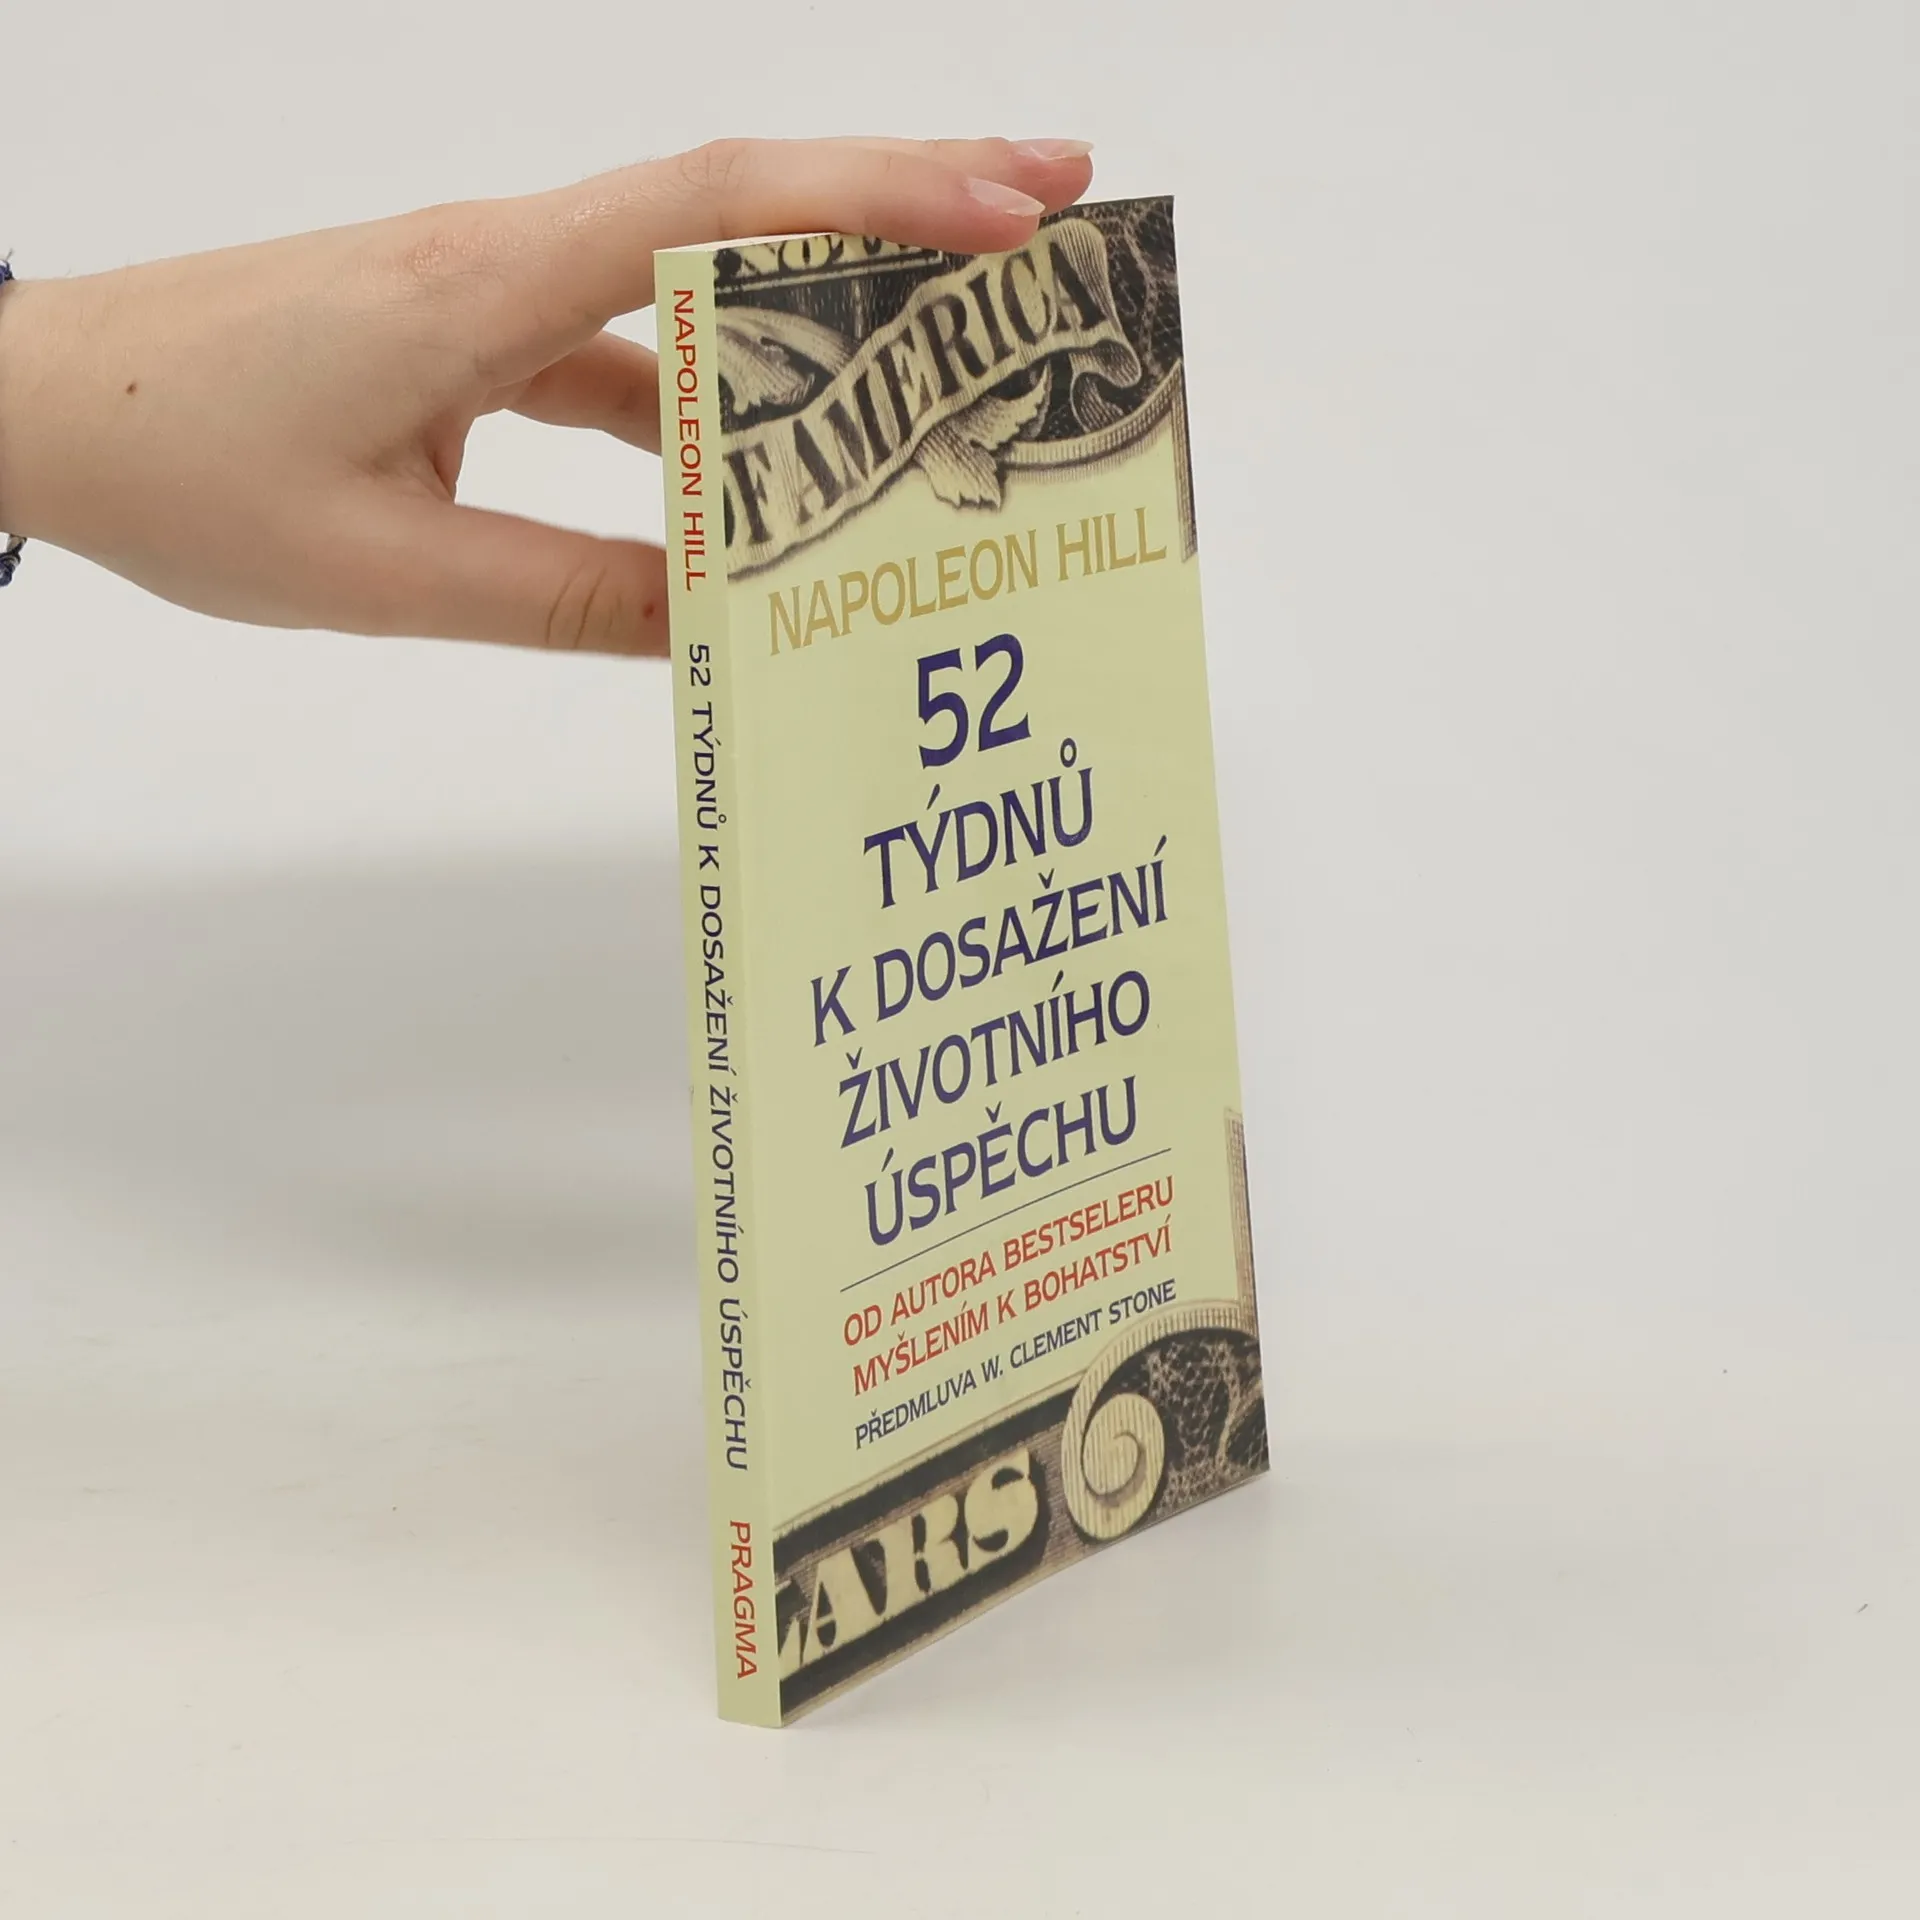 NAPOLEON HILL 52 TÝDNŮ K DOSAŽENÍ ŽIVOTNÍHO ÚSPĚCHU PRAGMA
OF AMERICA
NAPOLEON HILL
52
TÝDNŮ
K DOSAŽENÍ
ŽIVOTNÍHO
ÚSPĚCHU
OD AUTORA BESTSELERU
MYŠLENÍM K BOHATSTVÍ
PŘEDMLUVA W. CLEMENT STONE
LARS